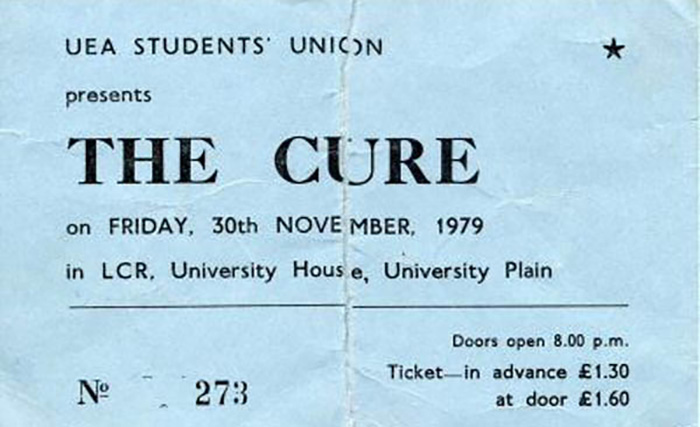 UEA STUDENTS' UNION ★
presents
THE CURE
on FRIDAY, 30th NOVEMBER, 1979
in LCR, University House, University Plain
Doors open 8.00 p.m.
Ticket—in advance £1.30
at door £1.60
Nº 273